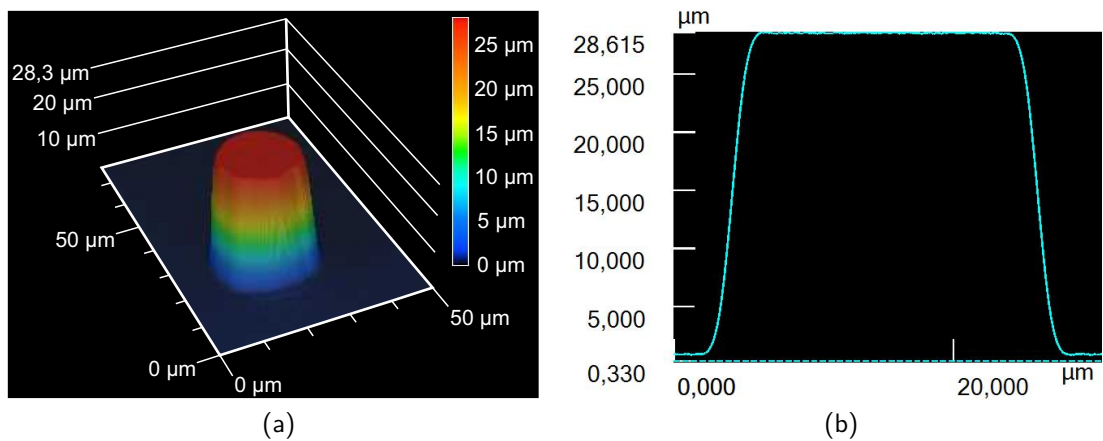 28,3 µm
20 µm
10 µm
50 µm
0 µm
0 µm
50 µm
25 µm
20 µm
15 µm
10 µm
5 µm
0 µm
(a)
µm
28,615
25,000
20,000
15,000
10,000
5,000
0,330
0,000
20,000
µm
(b)